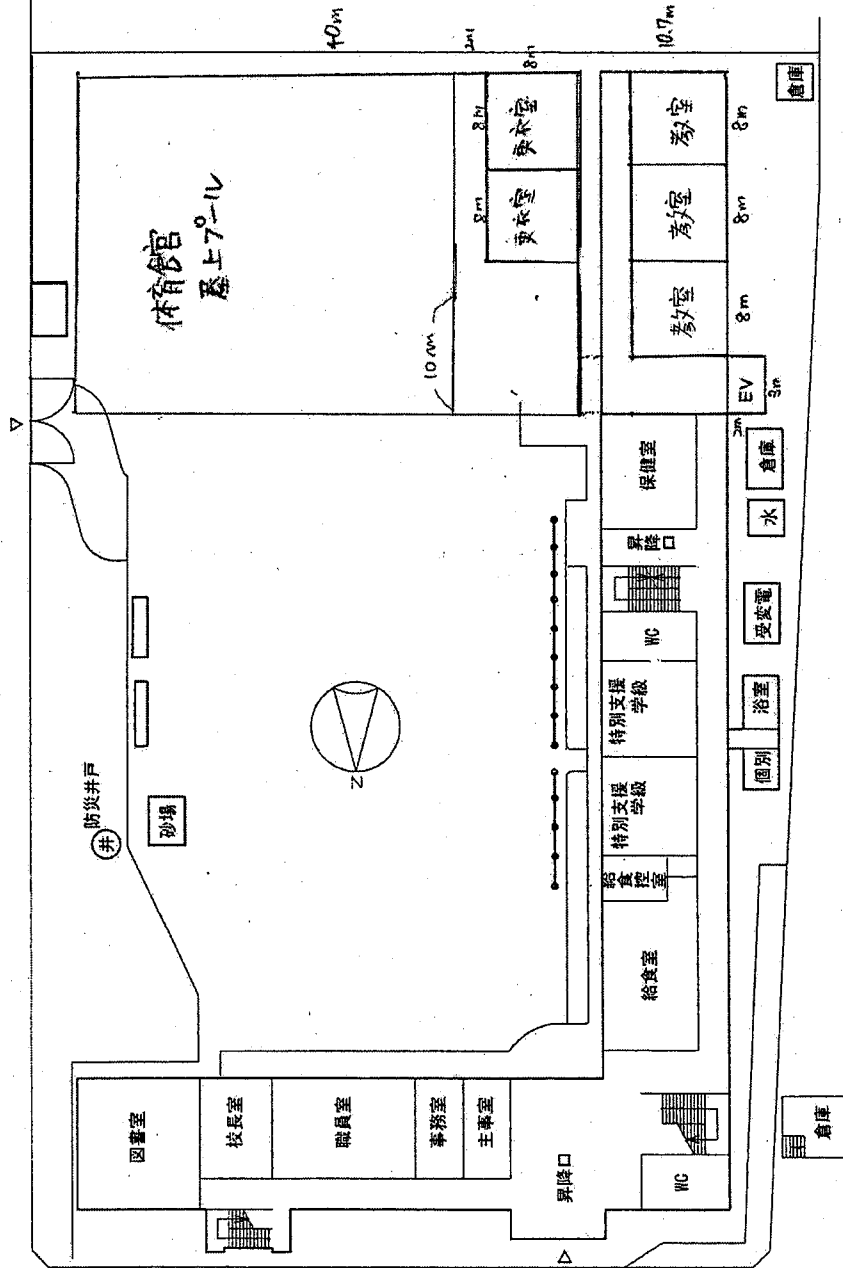 40m
2m
8m
10.7m
体育館
屋上プール
8m
8m
更衣室
更衣室
10m
教室
教室
教室
8m
8m
8m
倉庫
EV
3m
2m
保健室
昇降口
倉庫
水
WC
受変電
特別支援
学級
特別支援
学級
浴室
個別
給食
控室
給食室
防災井戸
井
砂場
N
図書室
校長室
職員室
事務室
主事室
昇降口
WC
倉庫